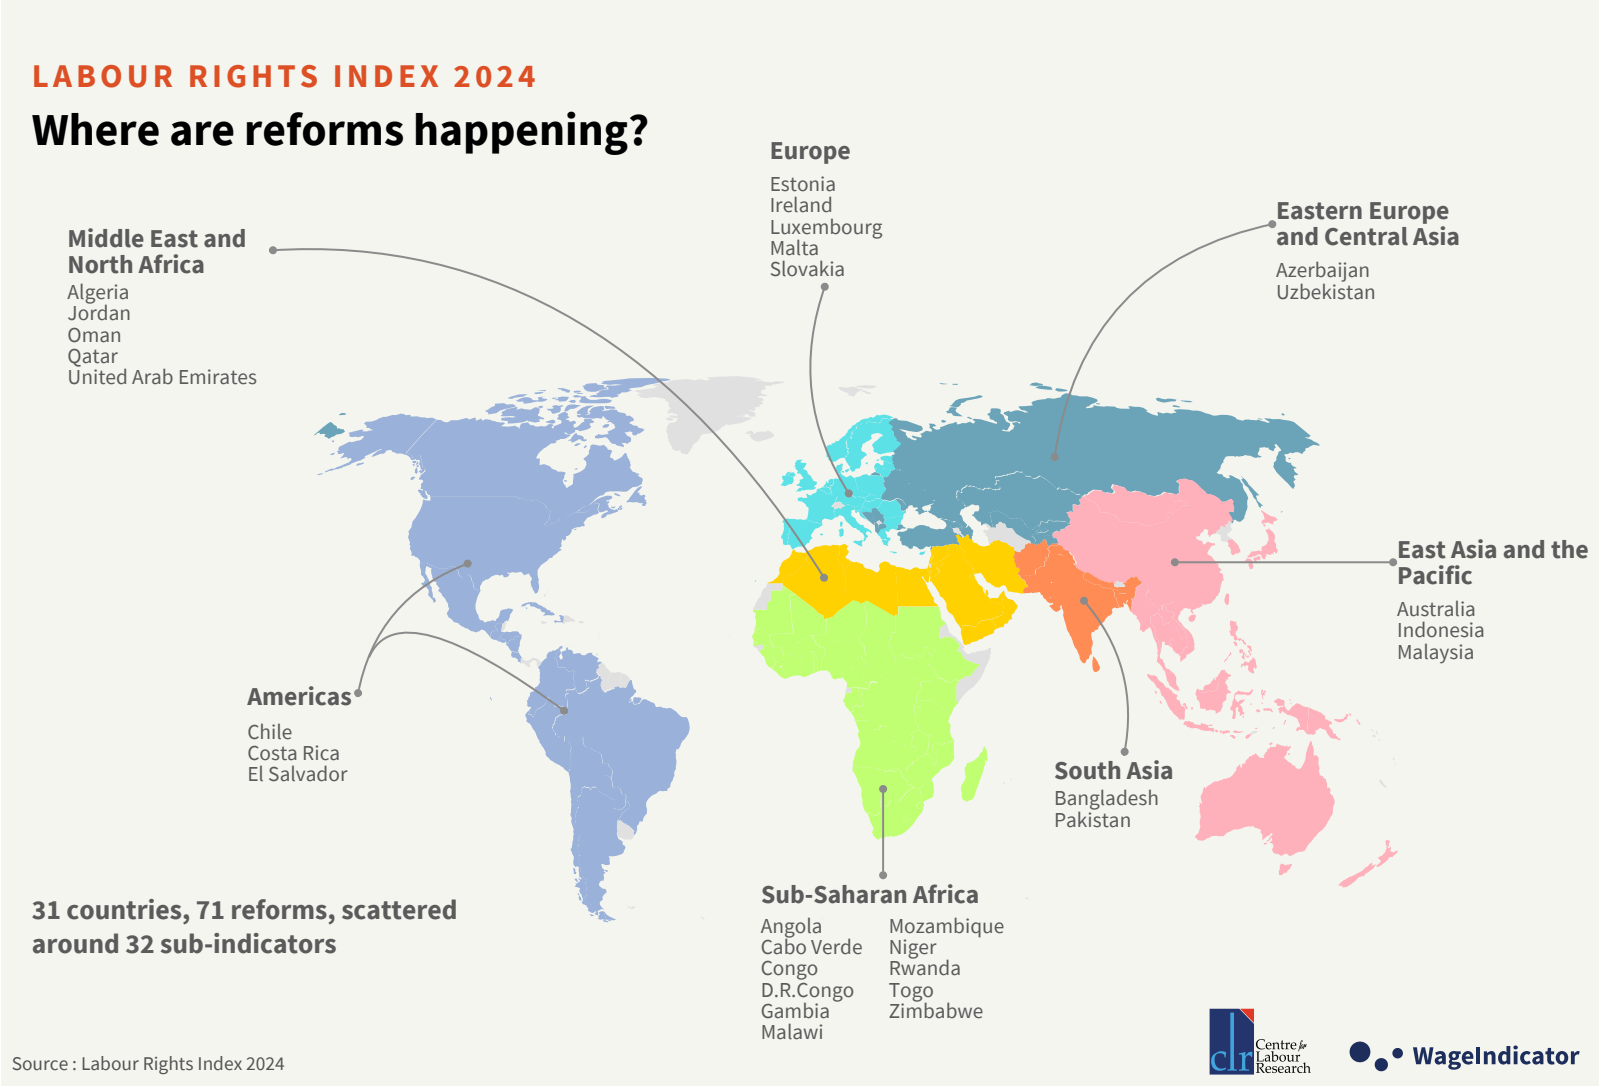 LABOUR RIGHTS INDEX 2024
Where are reforms happening?
Middle East and
North Africa
Algeria
Jordan
Oman
Qatar
United Arab Emirates
Europe
Estonia
Ireland
Luxembourg
Malta
Slovakia
Eastern Europe
and Central Asia
Azerbaijan
Uzbekistan
East Asia and the
Pacific
Australia
Indonesia
Malaysia
Americas
Chile
Costa Rica
El Salvador
South Asia
Bangladesh
Pakistan
Sub-Saharan Africa
Angola
Cabo Verde
Congo
D.R.Congo
Gambia
Malawi
Mozambique
Niger
Rwanda
Togo
Zimbabwe
31 countries, 71 reforms, scattered
around 32 sub-indicators
Source : Labour Rights Index 2024
clr
Centre for
Labour
Research
WageIndicator